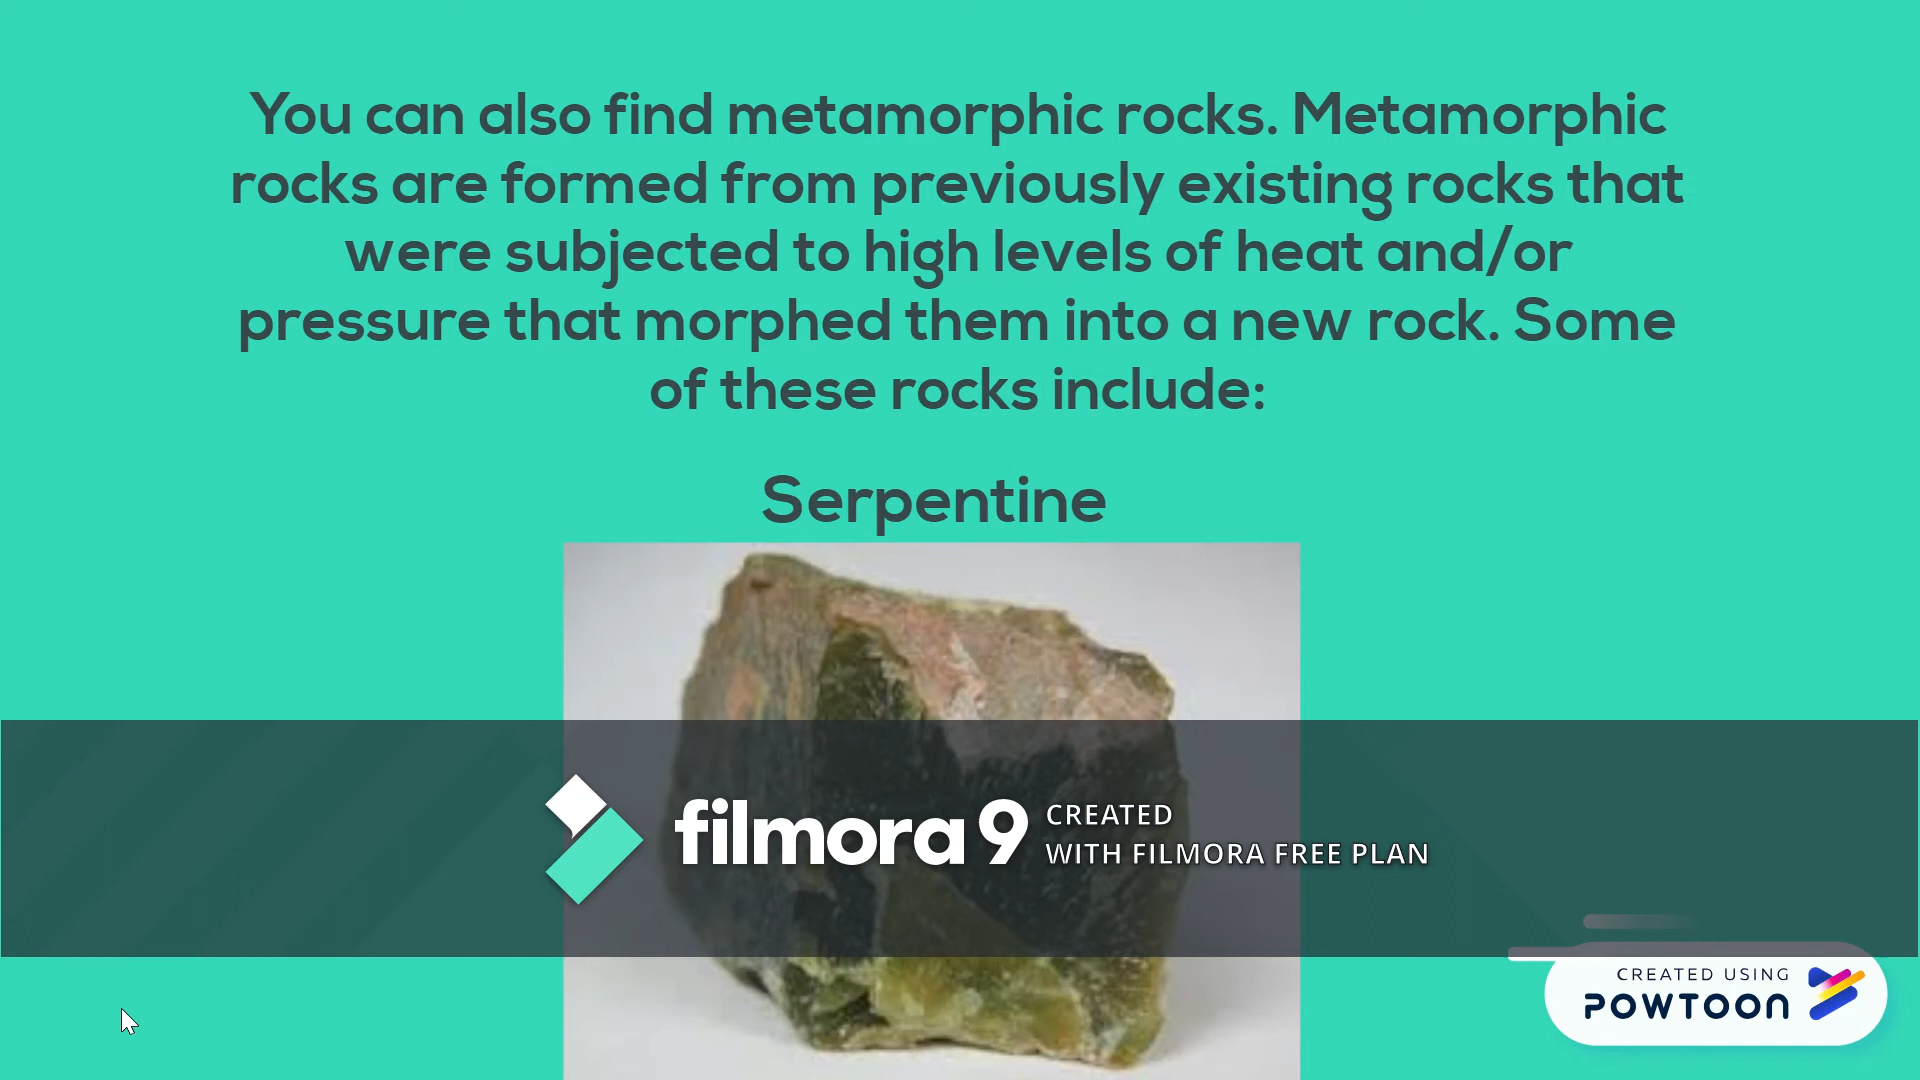 You can also find metamorphic rocks. Metamorphic
rocks are formed from previously existing rocks that
were subjected to high levels of heat and/or
pressure that morphed them into a new rock. Some
of these rocks include:
Serpentine
filmora 9 CREATED
WITH FILMORA FREE PLAN
CREATED USING
POWTOON